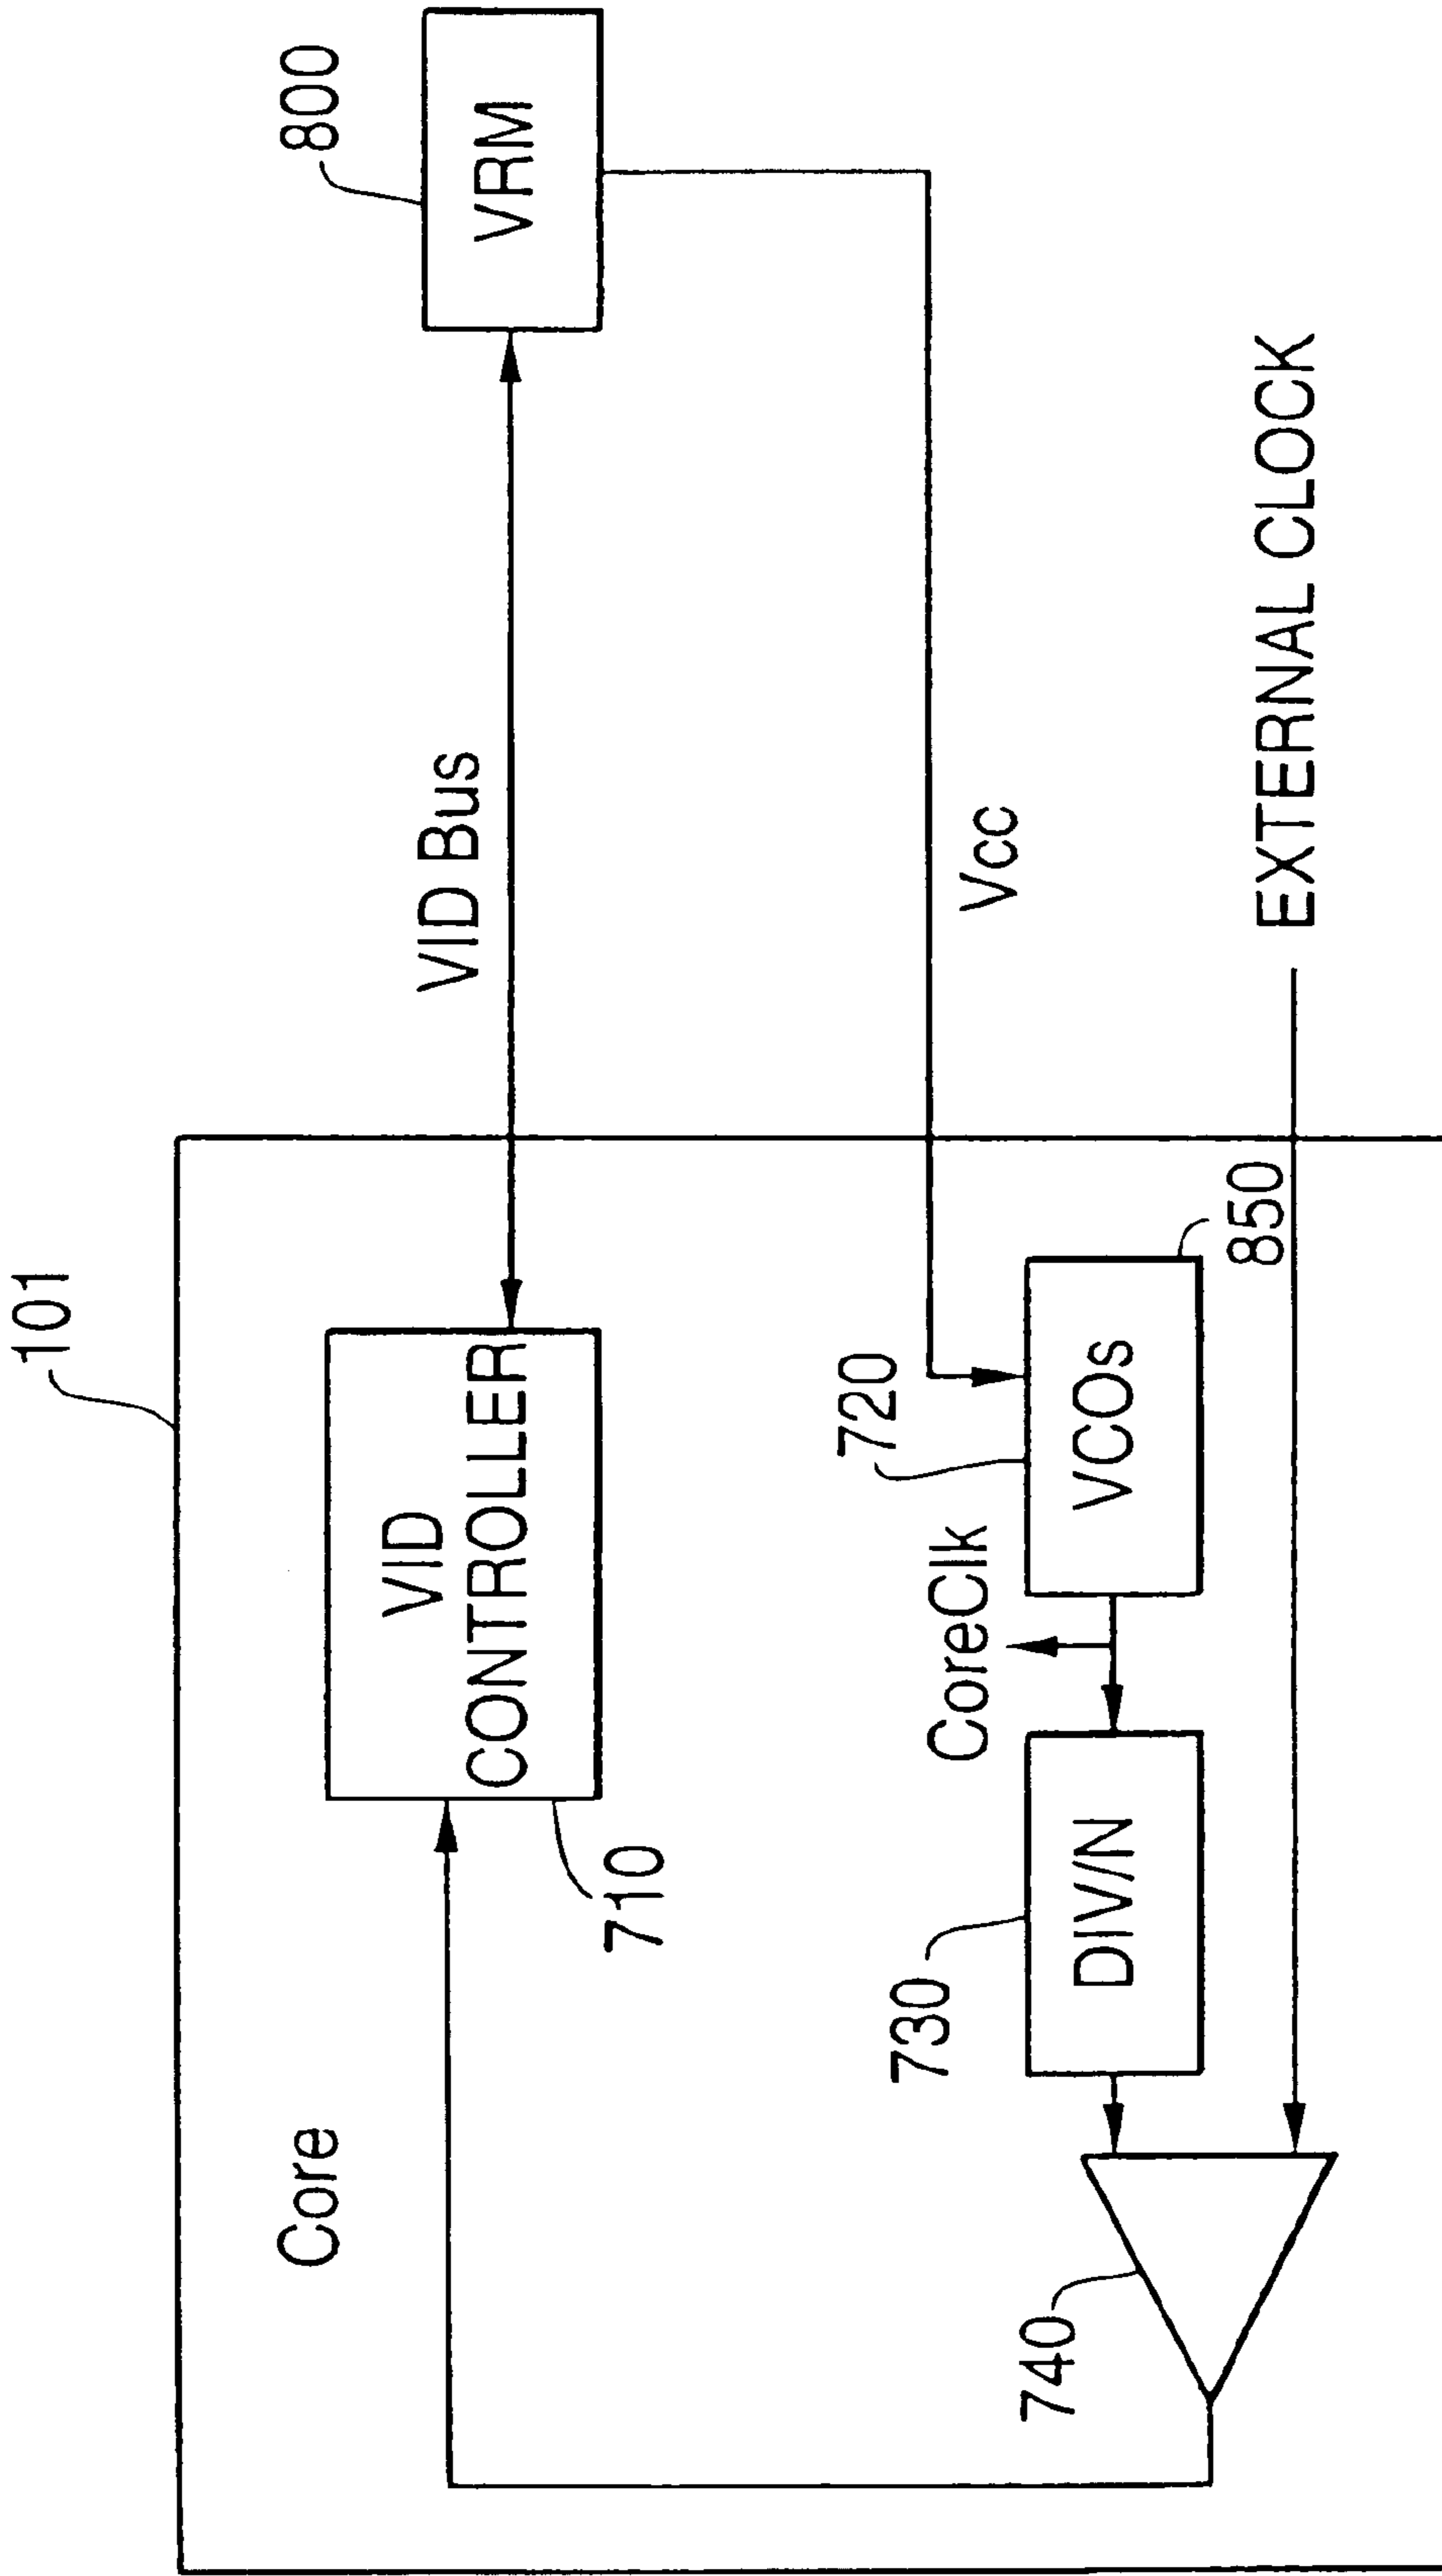 101
800
Core
VID
CONTROLLER
710
VID Bus
VRM
740
730
DIV/N
CoreClk
720
VCOs
850
Vcc
EXTERNAL CLOCK